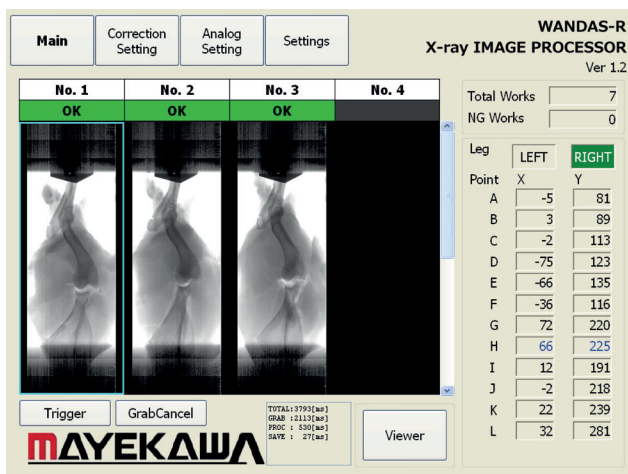 Main
Correction
Setting
Analog
Setting
Settings
WANDAS-R
X-ray IMAGE PROCESSOR
Ver 1.2
No. 1 No. 2 No. 3 No. 4
OK OK OK
Total Works 7
NG Works 0
Leg LEFT RIGHT
Point X Y
A -5 81
B 3 89
C -2 113
D -75 123
E -66 135
F -36 116
G 72 220
H 66 225
I 12 191
J -2 218
K 22 239
L 32 281
Trigger
GrabCancel
TOTAL:3793[ms]
GRAB :2113[ms]
PROC : 530[ms]
SAVE : 27[ms]
Viewer
MAYEKAWA